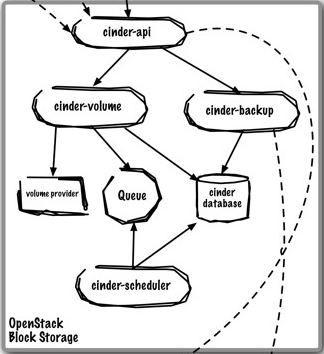 cinder-api
cinder-volume
cinder-backup
volume provider
Queue
cinder
database
cinder-scheduler
OpenStack
Block Storage